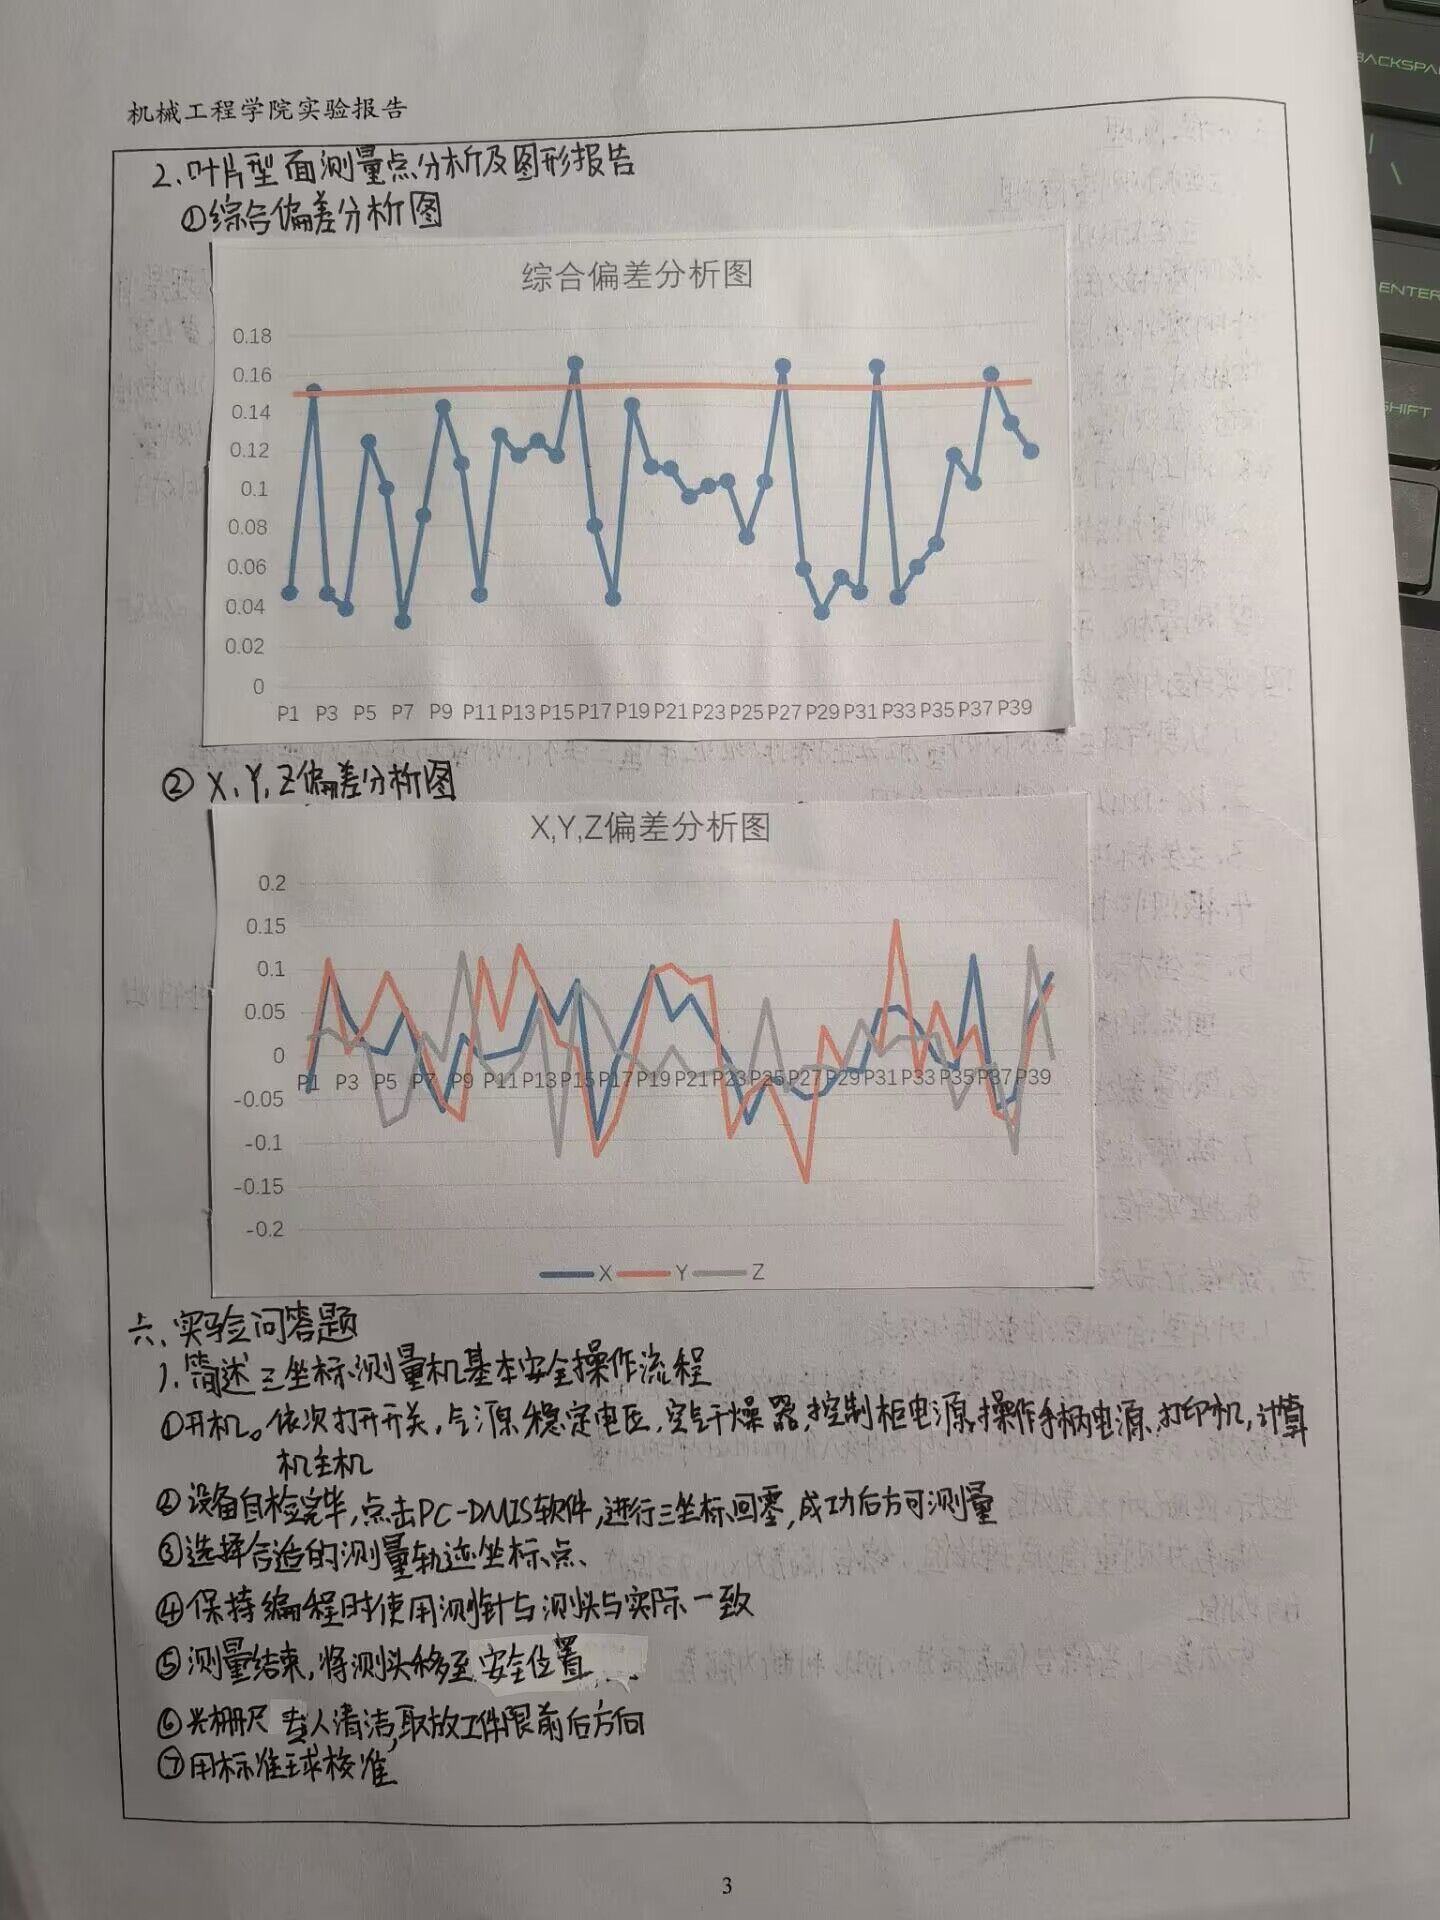 机械工程学院实验报告
2、叶片型面测量点分析及图形报告
①综合偏差分析图
综合偏差分析图
0.18
0.16
0.14
0.12
0.1
0.08
0.06
0.04
0.02
0
P1 P3 P5 P7 P9 P11 P13 P15 P17 P19 P21 P23 P25 P27 P29 P31 P33 P35 P37 P39
② X、Y、Z偏差分析图
X,Y,Z偏差分析图
0.2
0.15
0.1
0.05
0
P1 P3 P5 P7 P9 P11 P13 P15 P17 P19 P21 P23 P25 P27 P29 P31 P33 P35 P37 P39
-0.05
-0.1
-0.15
-0.2
X Y Z
六、实验问答题
1、简述三坐标测量机基本安全操作流程
①开机。依次打开开关,气源,稳定电压,空气干燥器,控制柜电源,操作手柄电源,打印机,计算
机主机
②设备自检完毕,点击PC-DMIS软件,进行三坐标回零,成功后方可测量
③选择合适的测量轨迹坐标点、
④保持编程时使用测针与测头与实际一致
⑤测量结束,将测头移至安全位置
⑥光栅尺专人清洁,取放工件限前后方向
⑦用标准球校准
3
BACKSPA
ENTER
SHIFT